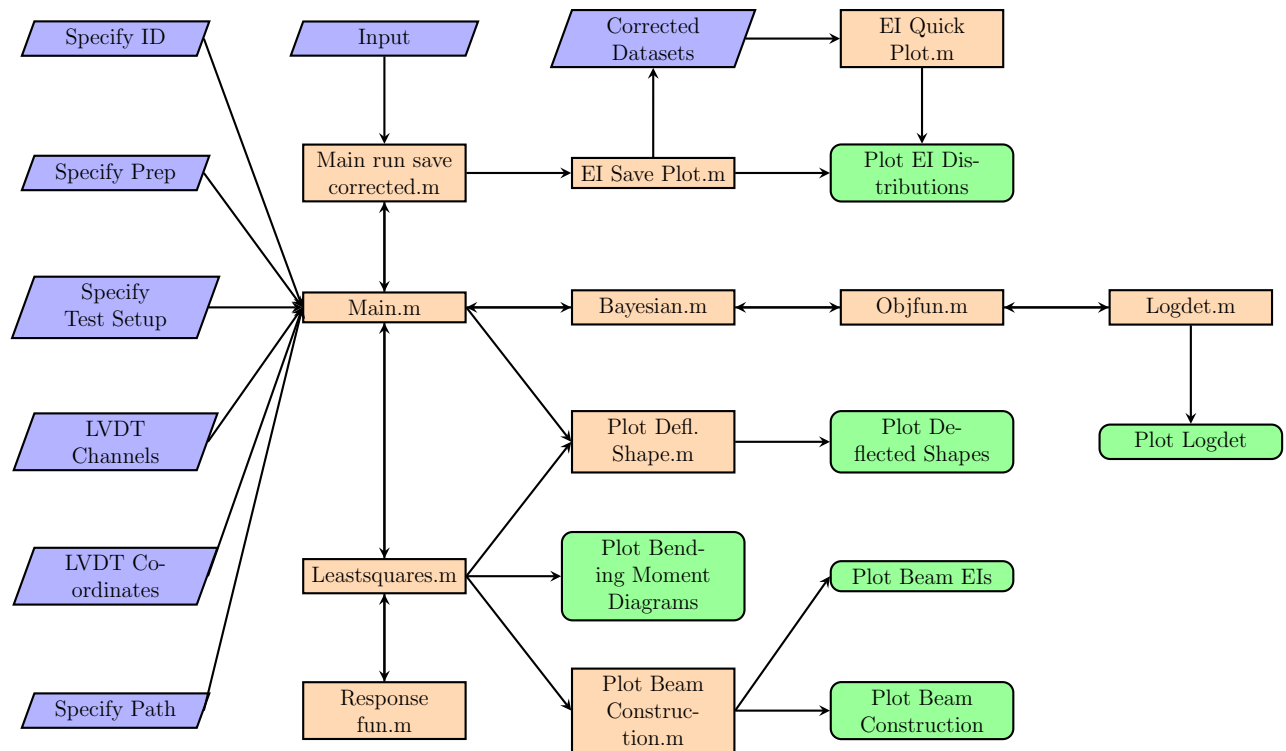 Specify ID
Input
Corrected
Datasets
EI Quick
Plot.m
Specify Prep
Main run save
corrected.m
EI Save Plot.m
Plot EI Dis-
tributions
Specify
Test Setup
Main.m
Bayesian.m
Objfun.m
Logdet.m
LVDT
Channels
Plot Defl.
Shape.m
Plot De-
flected Shapes
Plot Logdet
LVDT Co-
ordinates
Leastsquares.m
Plot Bend-
ing Moment
Diagrams
Plot Beam EIs
Specify Path
Response
fun.m
Plot Beam
Construc-
tion.m
Plot Beam
Construction